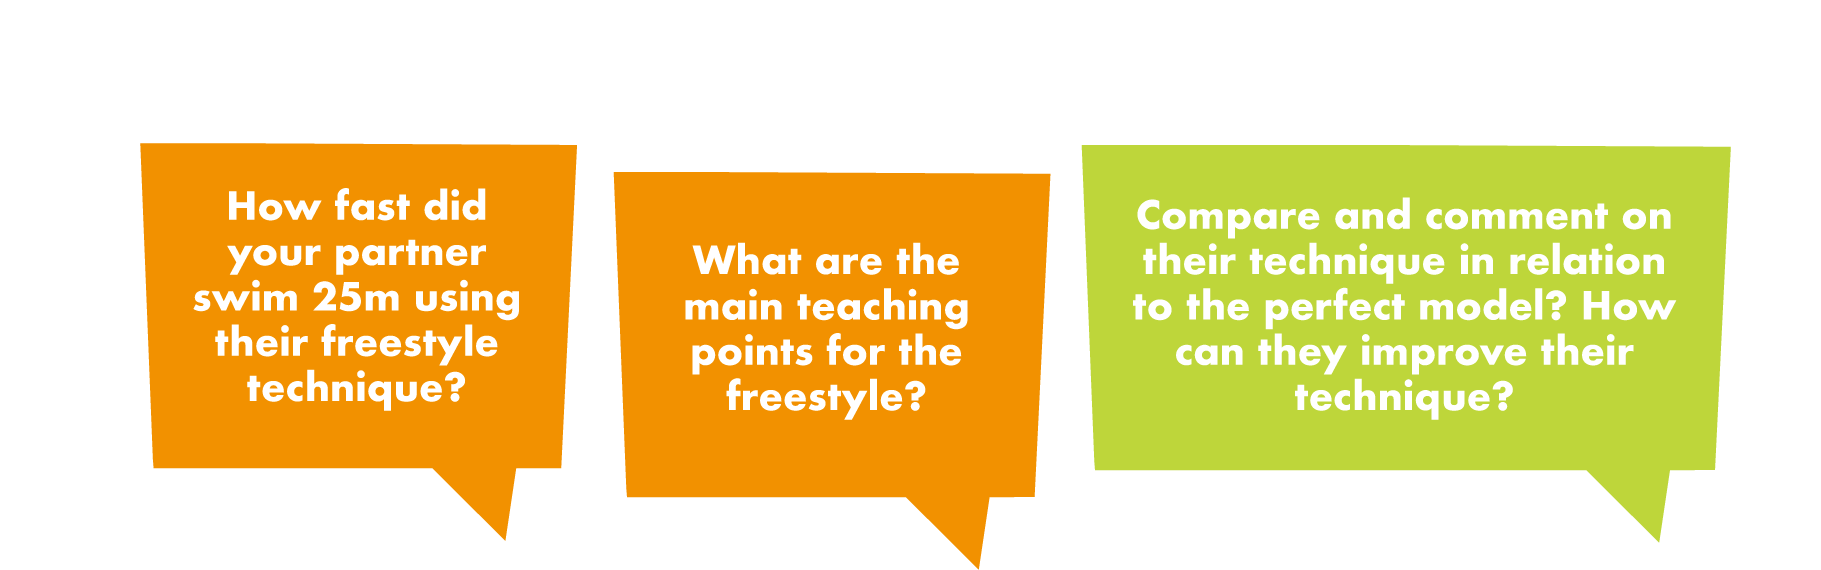 How fast did
your partner
swim 25m using
their freestyle
technique?
What are the
main teaching
points for the
freestyle?
Compare and comment on
their technique in relation
to the perfect model? How
can they improve their
technique?